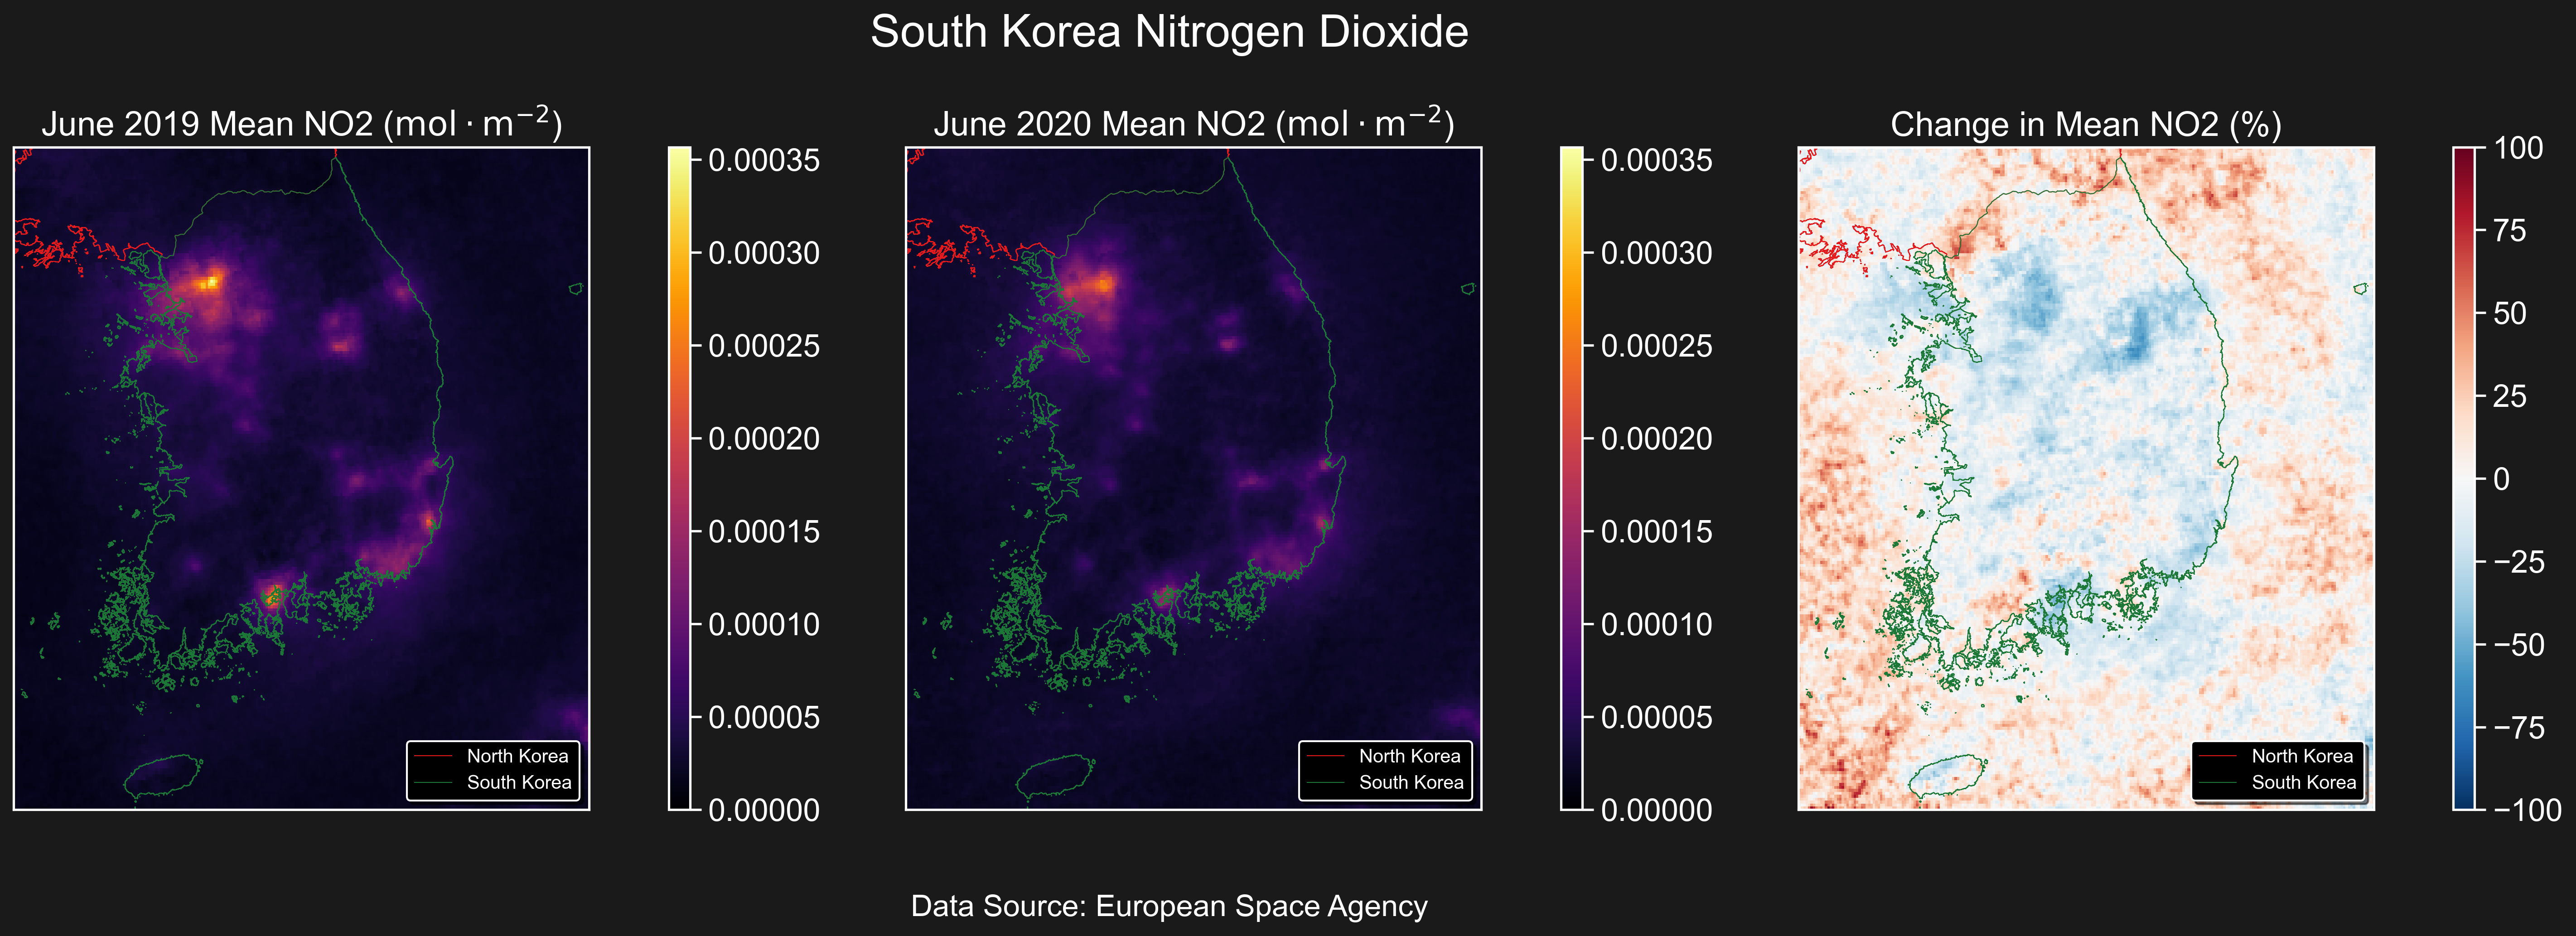 South Korea Nitrogen Dioxide
June 2019 Mean NO2 (mol · m⁻²)
0.00035
0.00030
0.00025
0.00020
0.00015
0.00010
0.00005
0.00000
North Korea
South Korea
June 2020 Mean NO2 (mol · m⁻²)
0.00035
0.00030
0.00025
0.00020
0.00015
0.00010
0.00005
0.00000
North Korea
South Korea
Change in Mean NO2 (%)
100
75
50
25
0
−25
−50
−75
−100
North Korea
South Korea
Data Source: European Space Agency